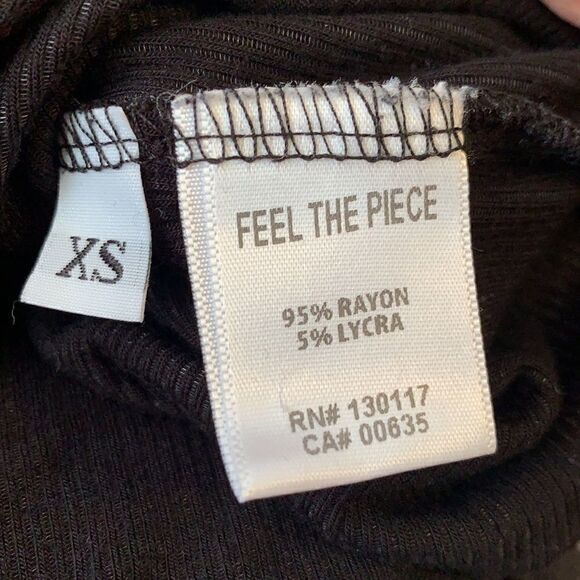 XS
FEEL THE PIECE
95% RAYON
5% LYCRA
RN# 130117
CA# 00635